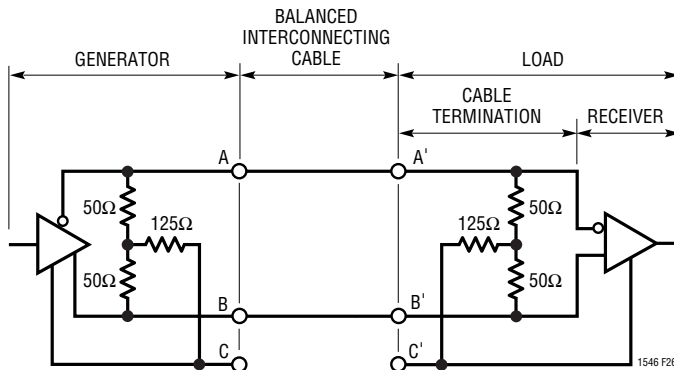 BALANCED
INTERCONNECTING
CABLE
GENERATOR
LOAD
CABLE
TERMINATION
RECEIVER
A
A'
50Ω
125Ω
50Ω
125Ω
50Ω
50Ω
B
B'
C
C'
1546 F26